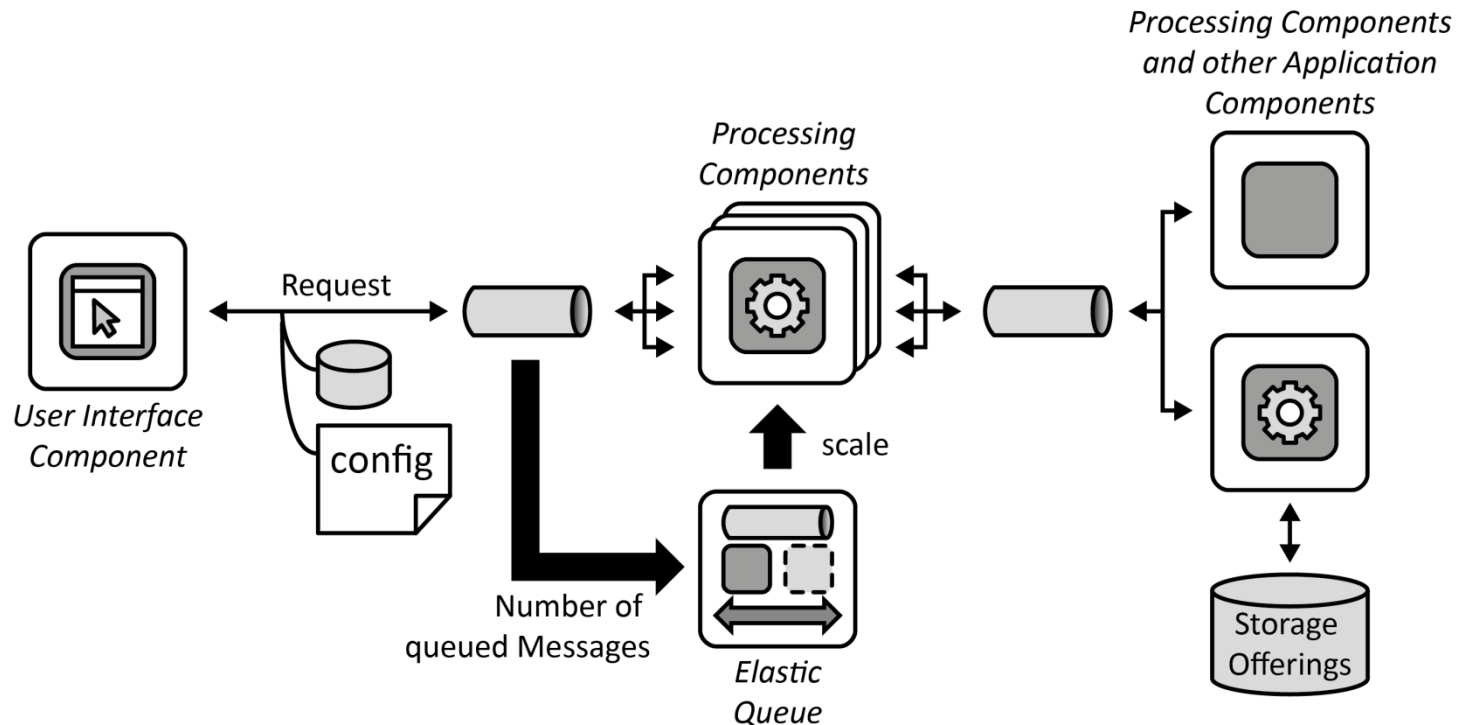 Processing Components
and other Application
Components
Processing
Components
Request
User Interface
Component
config
scale
Number of
queued Messages
Elastic
Queue
Storage
Offerings